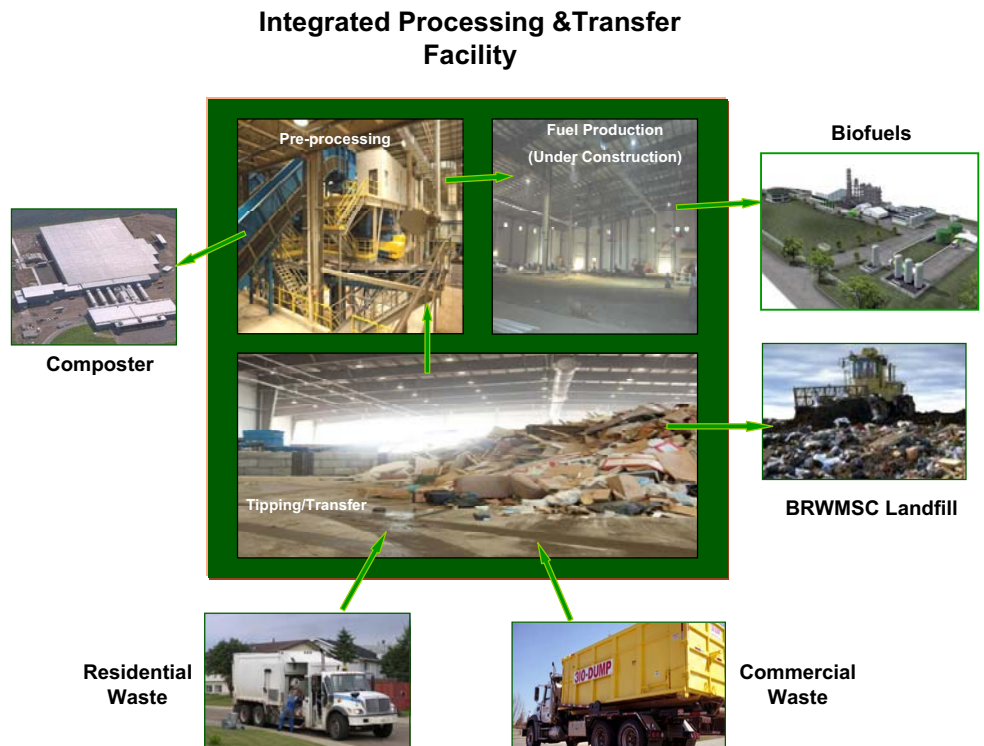 Integrated Processing &Transfer
Facility
Pre-processing
Fuel Production
(Under Construction)
Biofuels
Composter
Tipping/Transfer
BRWMSC Landfill
Residential
Waste
310-DUMP
Commercial
Waste